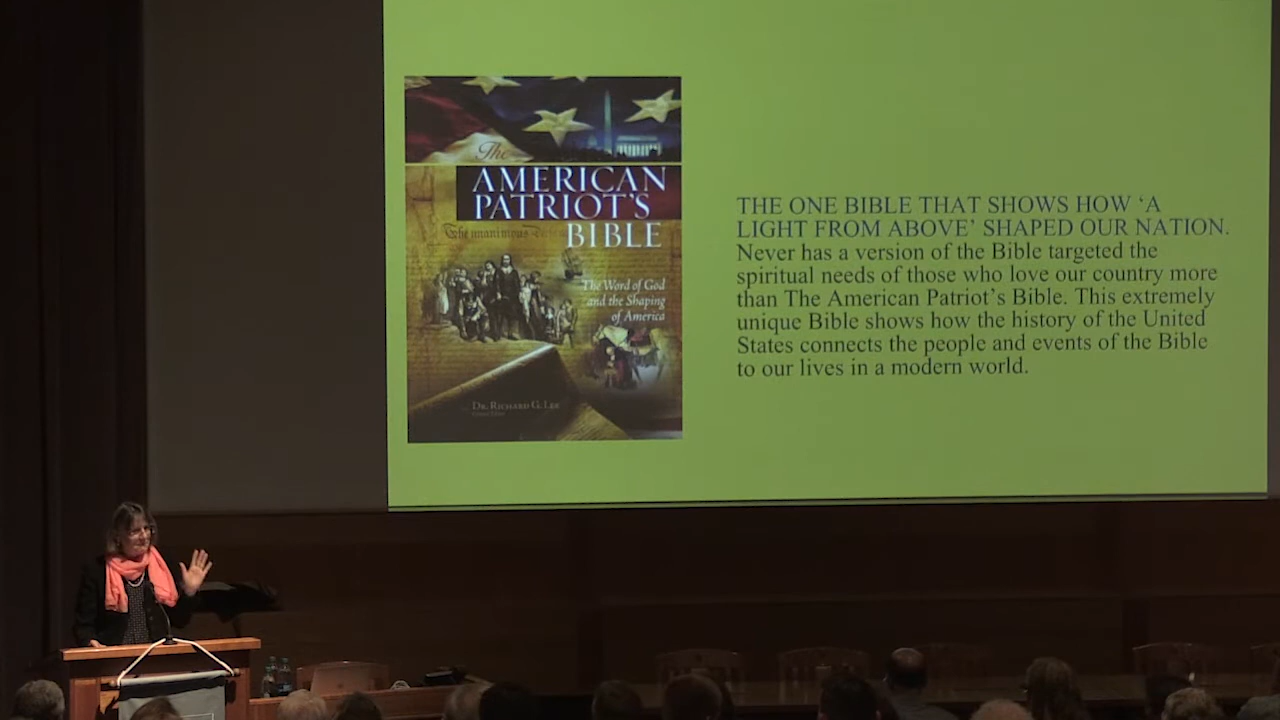 The
AMERICAN
PATRIOT'S
The unanimous
BIBLE
The Word of God
and the Shaping
of America
DR. RICHARD G. LEE
THE ONE BIBLE THAT SHOWS HOW ‘A
LIGHT FROM ABOVE’ SHAPED OUR NATION.
Never has a version of the Bible targeted the
spiritual needs of those who love our country more
than The American Patriot’s Bible. This extremely
unique Bible shows how the history of the United
States connects the people and events of the Bible
to our lives in a modern world.